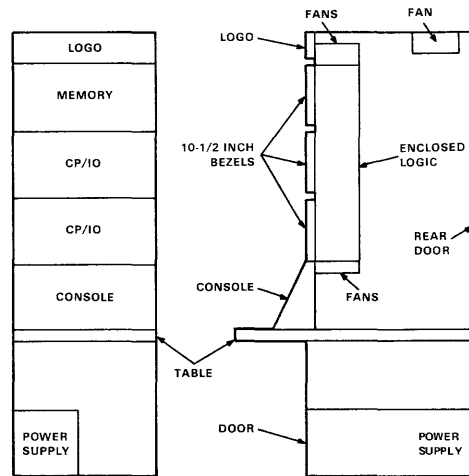 LOGO
MEMORY
CP/IO
CP/IO
CONSOLE
POWER
SUPPLY
TABLE
FANS
FAN
LOGO
10-1/2 INCH
BEZELS
ENCLOSED
LOGIC
REAR
DOOR
CONSOLE
FANS
DOOR
POWER
SUPPLY